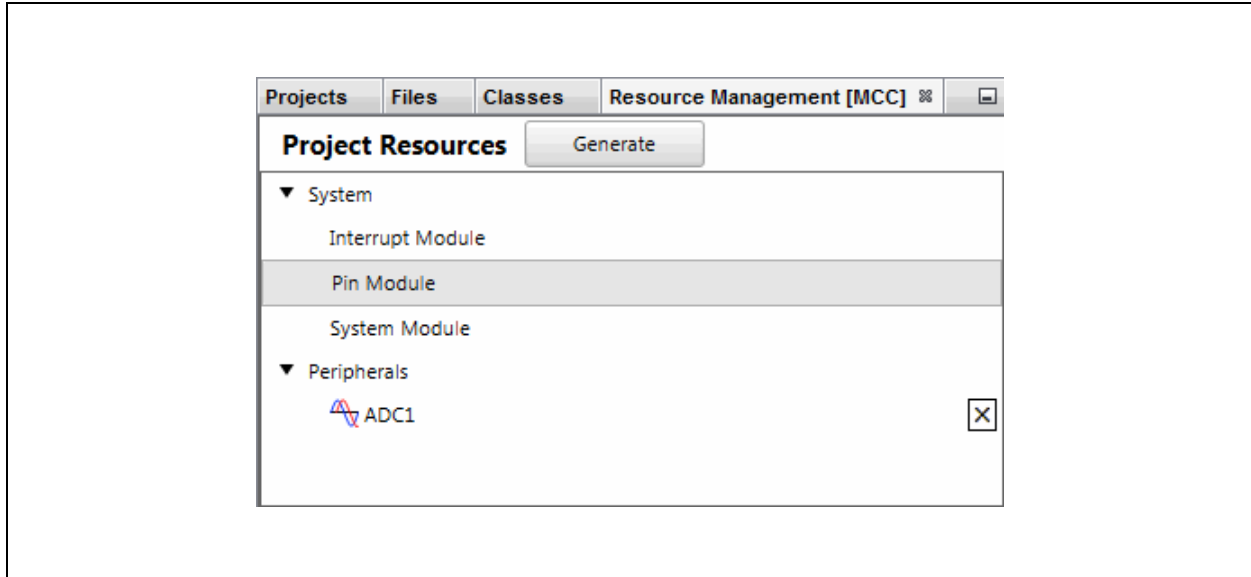 Projects Files Classes Resource Management [MCC]
Project Resources Generate
System
Interrupt Module
Pin Module
System Module
Peripherals
ADC1